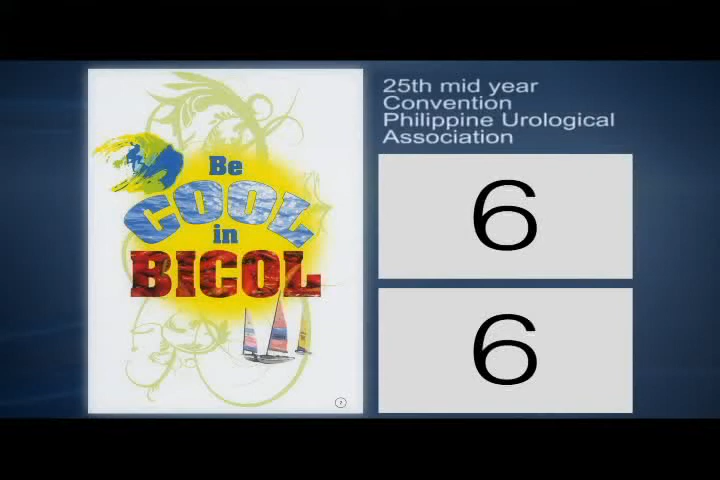 Be
COOL
in
BICOL
25th mid year
Convention
Philippine Urological
Association
6
6